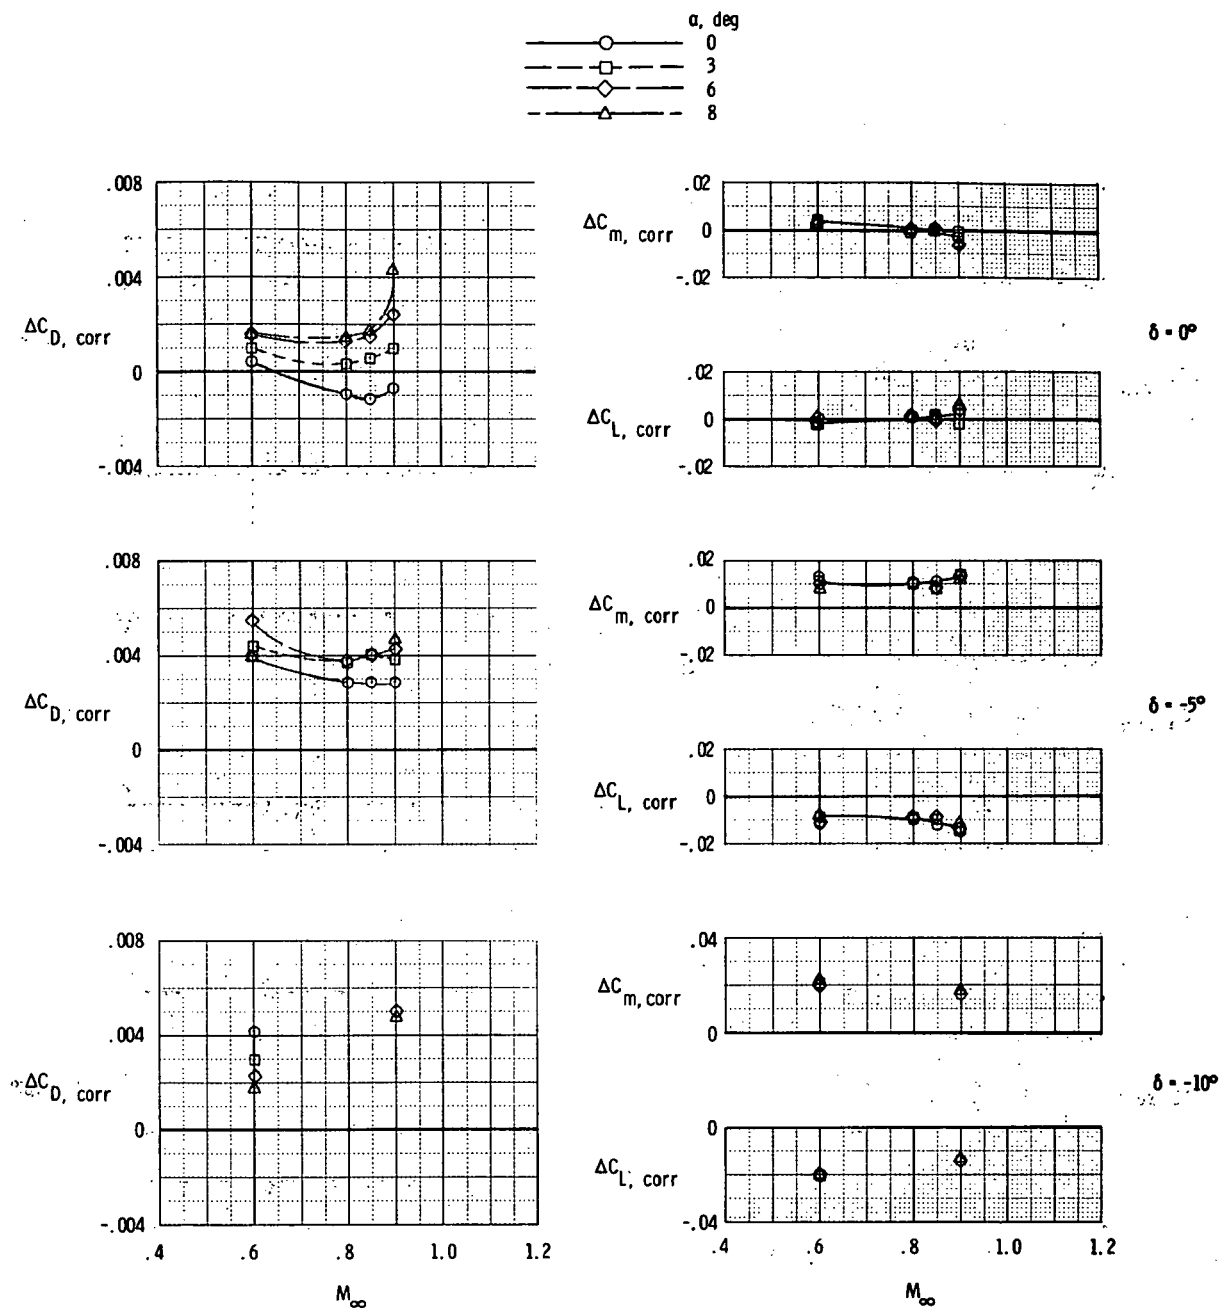 α, deg
0
3
6
8
.008
.004
0
-.004
ΔC_D, corr
.02
0
-.02
ΔC_m, corr
δ = 0°
.02
0
-.02
ΔC_L, corr
.008
.004
0
-.004
ΔC_D, corr
.02
0
-.02
ΔC_m, corr
δ = -5°
.02
0
-.02
ΔC_L, corr
.008
.004
0
-.004
ΔC_D, corr
.04
0
ΔC_m, corr
δ = -10°
0
-.04
ΔC_L, corr
.4 .6 .8 1.0 1.2
M_∞
.4 .6 .8 1.0 1.2
M_∞